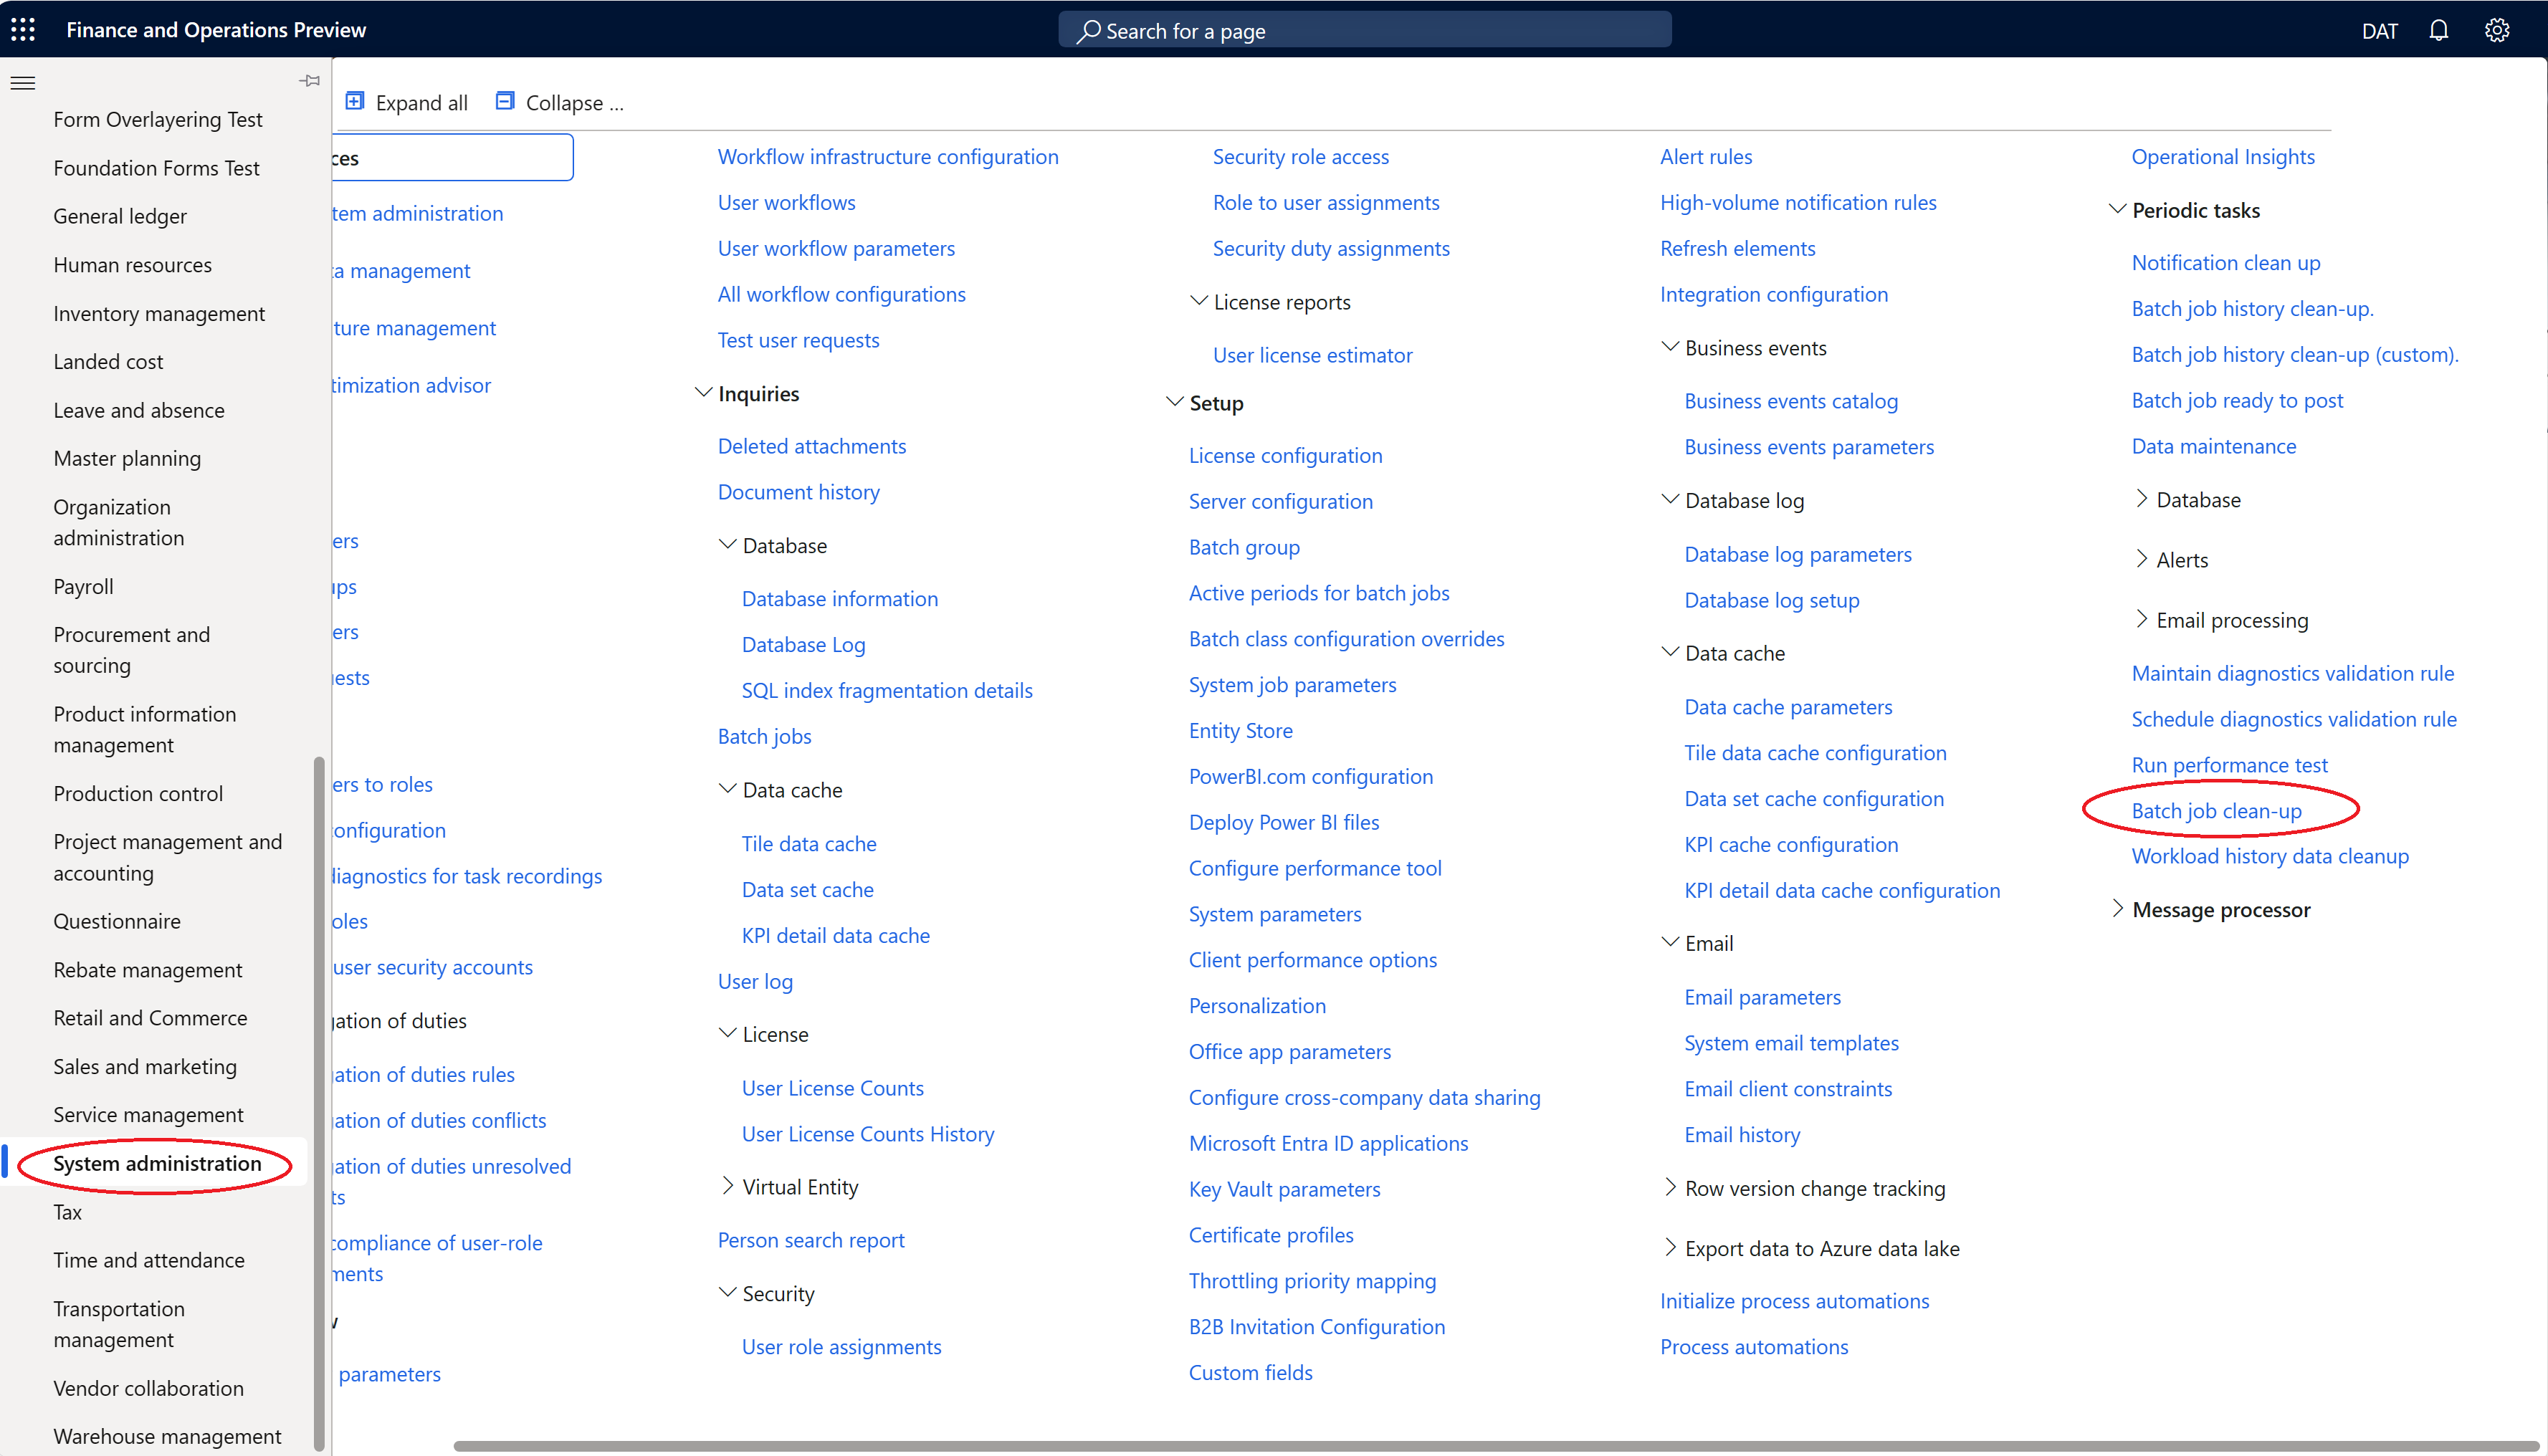 Finance and Operations Preview
Search for a page
DAT
Form Overlayering Test
Foundation Forms Test
General ledger
Human resources
Inventory management
Landed cost
Leave and absence
Master planning
Organization
administration
Payroll
Procurement and
sourcing
Product information
management
Production control
Project management and
accounting
Questionnaire
Rebate management
Retail and Commerce
Sales and marketing
Service management
System administration
Tax
Time and attendance
Transportation
management
Vendor collaboration
Warehouse management
Expand all
Collapse ...
ces
tem administration
ta management
ture management
timization advisor
ers
ups
ers
uests
ers to roles
configuration
diagnostics for task recordings
oles
user security accounts
gation of duties
gation of duties rules
gation of duties conflicts
gation of duties unresolved
ts
compliance of user-role
ments
parameters
Workflow infrastructure configuration
User workflows
User workflow parameters
All workflow configurations
Test user requests
Inquiries
Deleted attachments
Document history
Database
Database information
Database Log
SQL index fragmentation details
Batch jobs
Data cache
Tile data cache
Data set cache
KPI detail data cache
User log
License
User License Counts
User License Counts History
Virtual Entity
Person search report
Security
User role assignments
Security role access
Role to user assignments
Security duty assignments
License reports
User license estimator
Setup
License configuration
Server configuration
Batch group
Active periods for batch jobs
Batch class configuration overrides
System job parameters
Entity Store
PowerBI.com configuration
Deploy Power BI files
Configure performance tool
System parameters
Client performance options
Personalization
Office app parameters
Configure cross-company data sharing
Microsoft Entra ID applications
Key Vault parameters
Certificate profiles
Throttling priority mapping
B2B Invitation Configuration
Custom fields
Alert rules
High-volume notification rules
Refresh elements
Integration configuration
Business events
Business events catalog
Business events parameters
Database log
Database log parameters
Database log setup
Data cache
Data cache parameters
Tile data cache configuration
Data set cache configuration
KPI cache configuration
KPI detail data cache configuration
Email
Email parameters
System email templates
Email client constraints
Email history
Row version change tracking
Export data to Azure data lake
Initialize process automations
Process automations
Operational Insights
Periodic tasks
Notification clean up
Batch job history clean-up.
Batch job history clean-up (custom).
Batch job ready to post
Data maintenance
Database
Alerts
Email processing
Maintain diagnostics validation rule
Schedule diagnostics validation rule
Run performance test
Batch job clean-up
Workload history data cleanup
Message processor